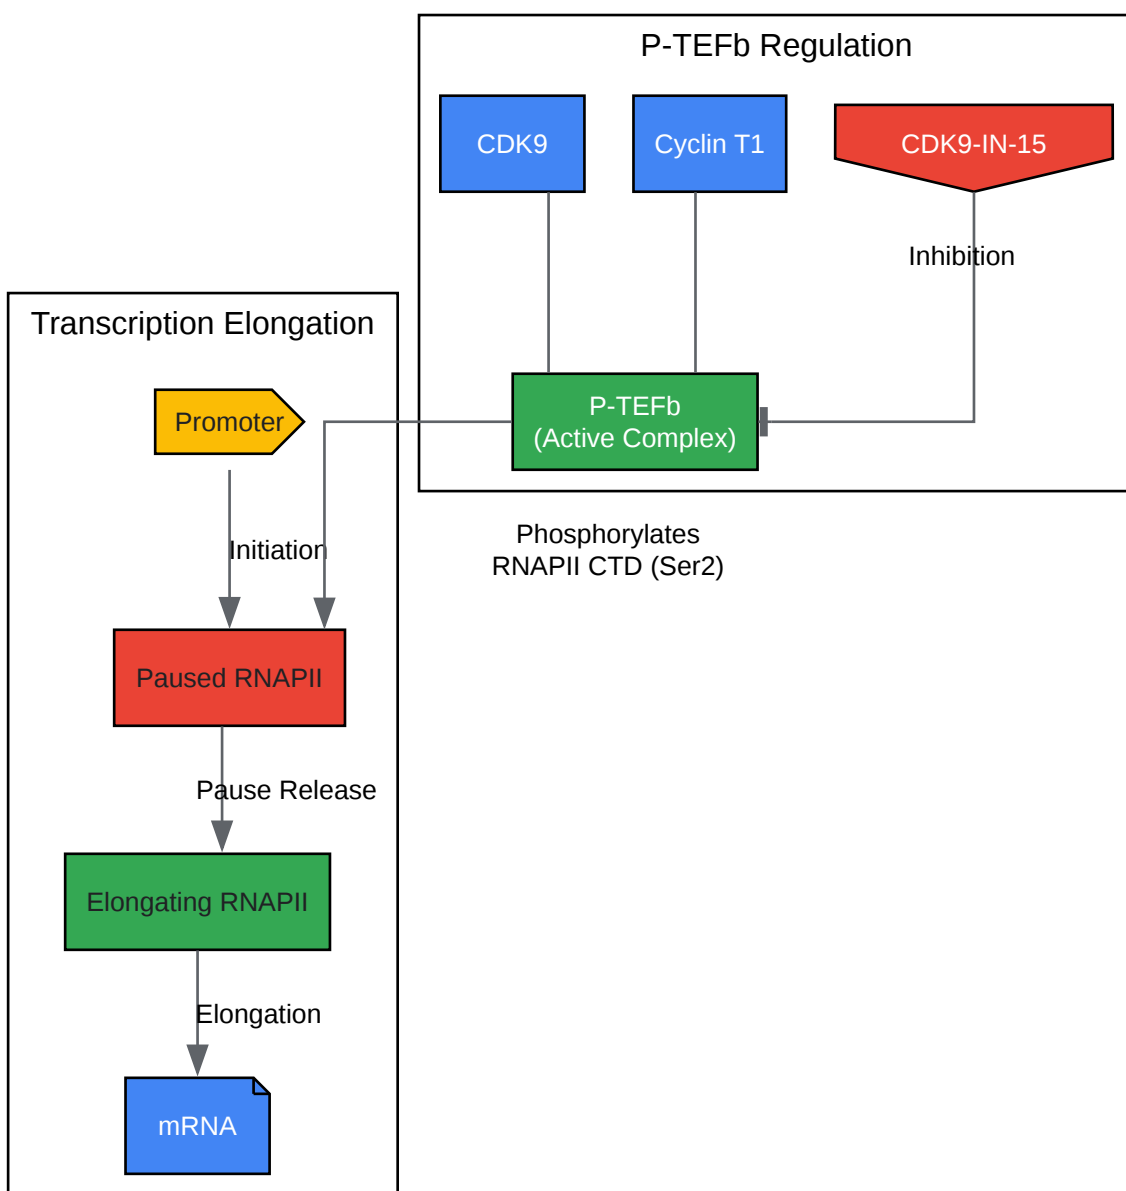 P-TEFb Regulation
CDK9
Cyclin T1
CDK9-IN-15
Inhibition
P-TEFb
(Active Complex)
Phosphorylates
RNAPII CTD (Ser2)
Transcription Elongation
Promoter
Initiation
Paused RNAPII
Pause Release
Elongating RNAPII
Elongation
mRNA